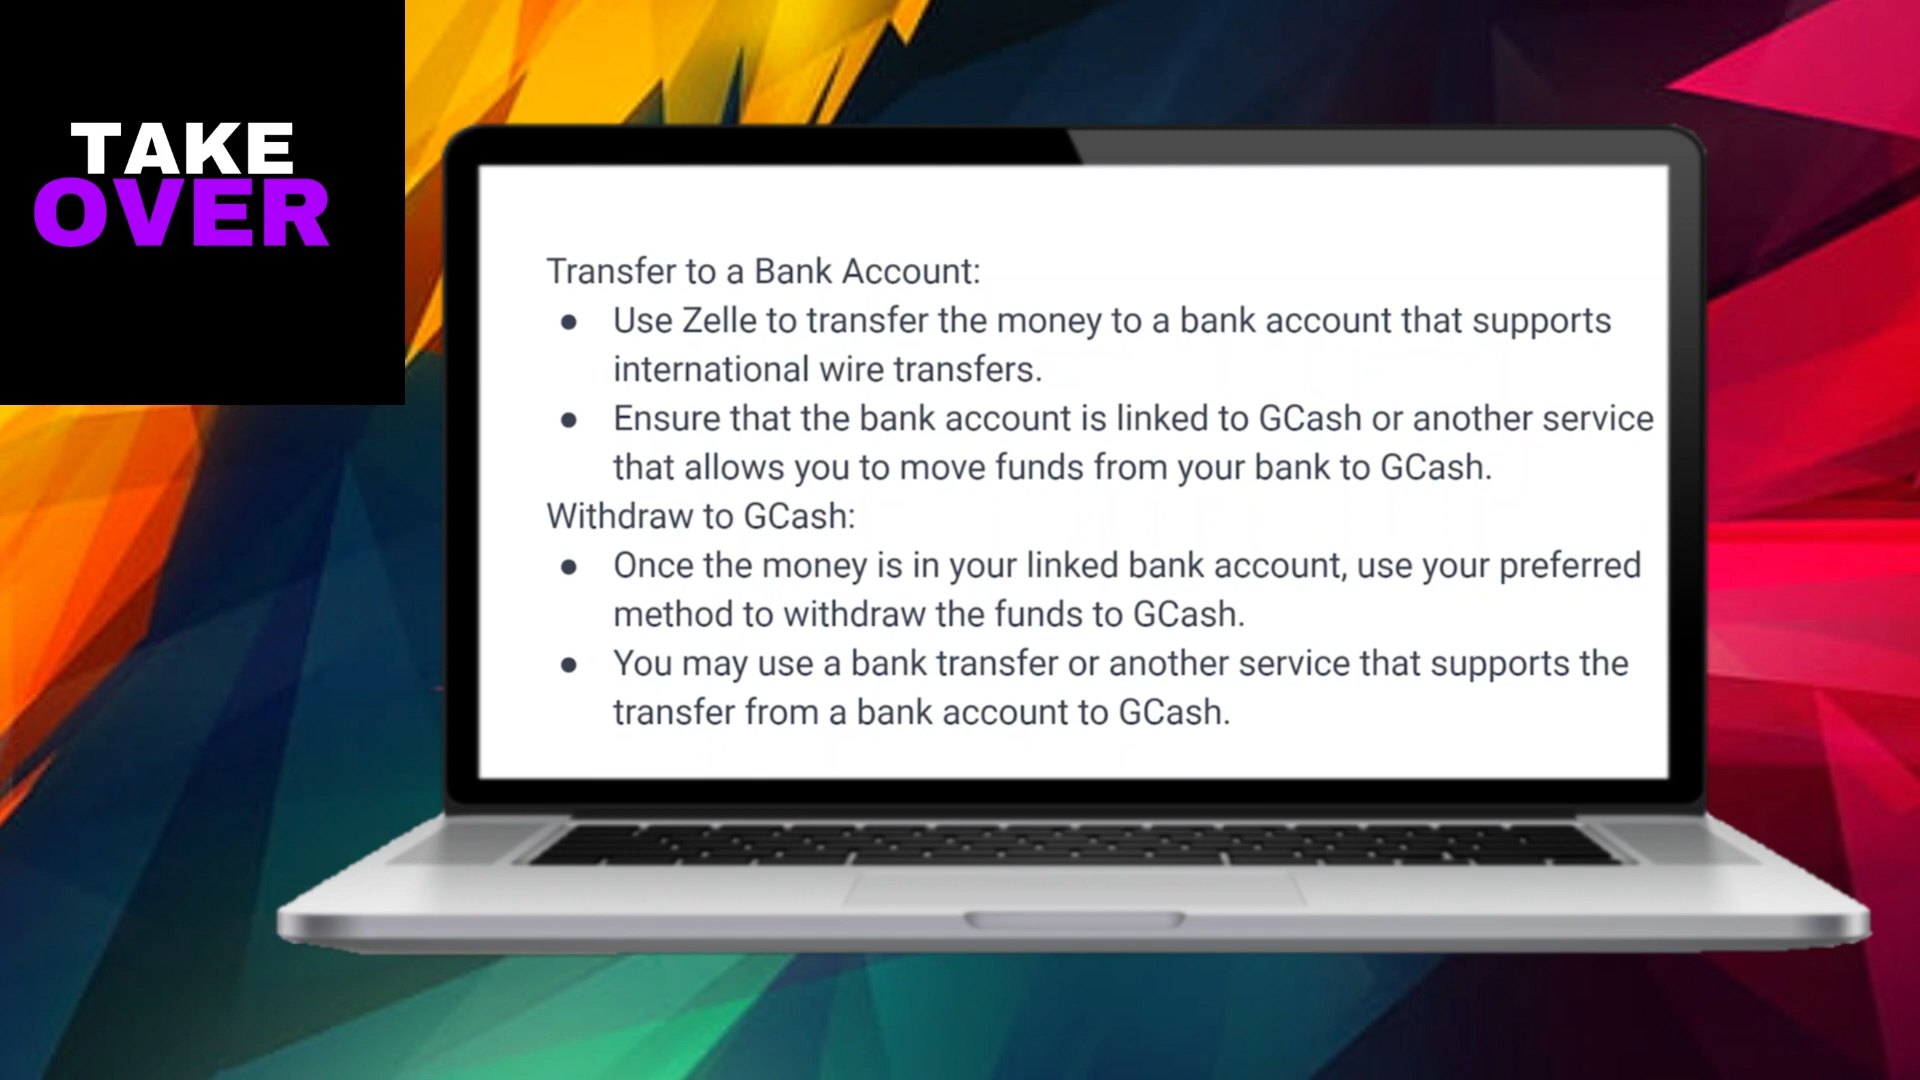 TAKE
OVER
Transfer to a Bank Account:
● Use Zelle to transfer the money to a bank account that supports
international wire transfers.
● Ensure that the bank account is linked to GCash or another service
that allows you to move funds from your bank to GCash.
Withdraw to GCash:
● Once the money is in your linked bank account, use your preferred
method to withdraw the funds to GCash.
● You may use a bank transfer or another service that supports the
transfer from a bank account to GCash.